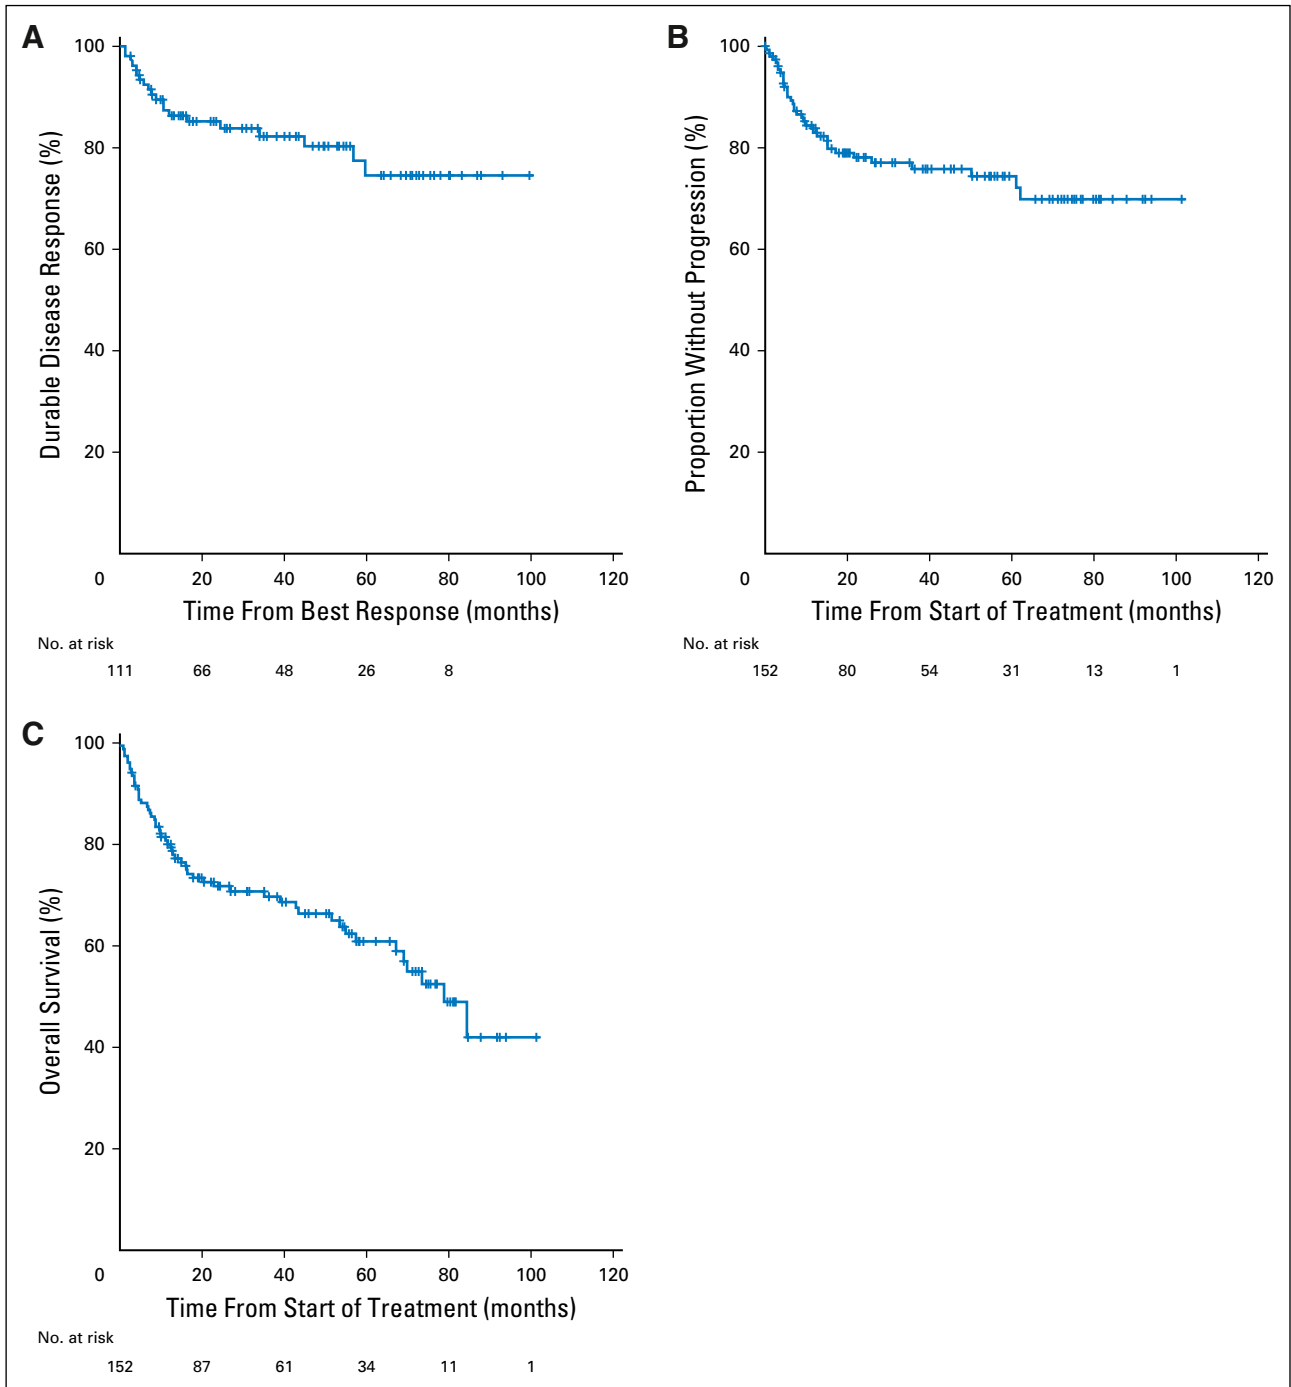 A
100
80
60
40
20
0
20 40 60 80 100 120
Durable Disease Response (%)
Time From Best Response (months)
No. at risk
111 66 48 26 8
B
100
80
60
40
20
0
20 40 60 80 100 120
Proportion Without Progression (%)
Time From Start of Treatment (months)
No. at risk
152 80 54 31 13 1
C
100
80
60
40
20
0
20 40 60 80 100 120
Overall Survival (%)
Time From Start of Treatment (months)
No. at risk
152 87 61 34 11 1